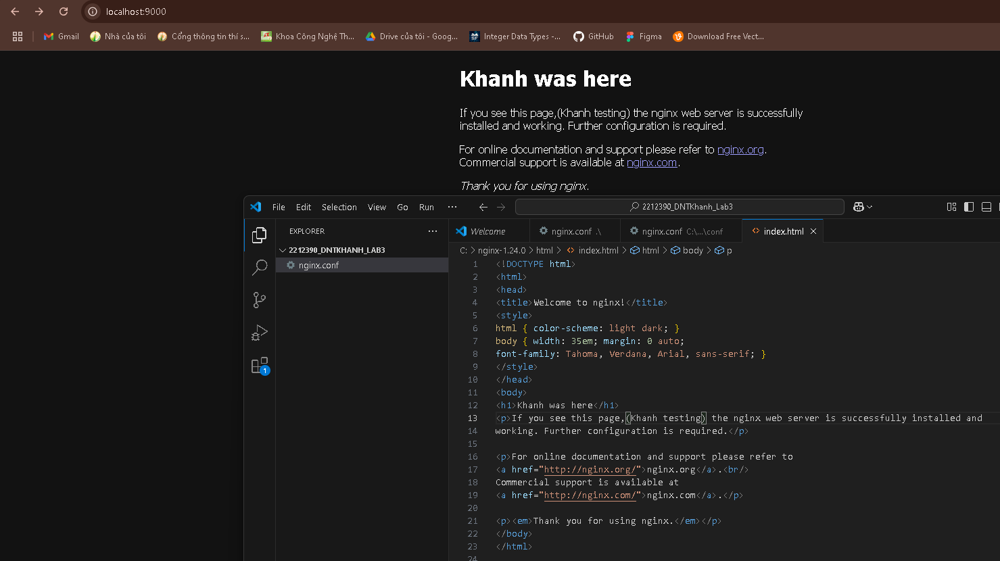 localhost:9000
Gmail
Nhà của tôi
Cổng thông tin thí s...
Khoa Công Nghệ Th...
Drive của tôi - Goog...
Integer Data Types -...
GitHub
Figma
Download Free Vect...
Khanh was here
If you see this page,(Khanh testing) the nginx web server is successfully
installed and working. Further configuration is required.
For online documentation and support please refer to nginx.org.
Commercial support is available at nginx.com.
Thank you for using nginx.
File Edit Selection View Go Run ... 2212390_DNTKhanh_Lab3
EXPLORER ...
2212390_DNTKHANH_LAB3
nginx.conf
1
Welcome
nginx.conf .\
nginx.conf C:\...\conf
index.html
C: > nginx-1.24.0 > html > index.html > html > body > p
1 <!DOCTYPE html>
2 <html>
3 <head>
4 <title>Welcome to nginx!</title>
5 <style>
6 html { color-scheme: light dark; }
7 body { width: 35em; margin: 0 auto;
8 font-family: Tahoma, Verdana, Arial, sans-serif; }
9 </style>
10 </head>
11 <body>
12 <h1>Khanh was here</h1>
13 <p>If you see this page,(Khanh testing) the nginx web server is successfully installed and
14 working. Further configuration is required.</p>
15
16 <p>For online documentation and support please refer to
17 <a href="http://nginx.org/">nginx.org</a>.<br/>
18 Commercial support is available at
19 <a href="http://nginx.com/">nginx.com</a>.</p>
20
21 <p><em>Thank you for using nginx.</em></p>
22 </body>
23 </html>
24